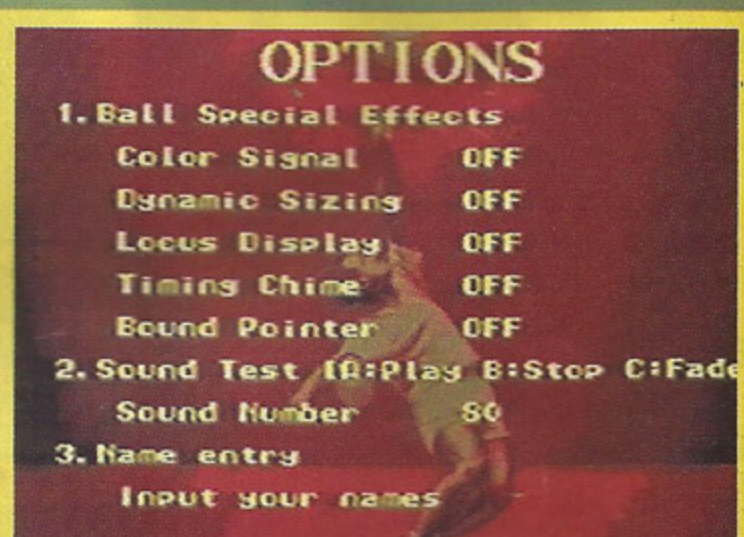 OPTIONS
1.Ball Special Effects
Color Signal OFF
Dynamic Sizing OFF
Locus Display OFF
Timing Chime OFF
Bound Pointer OFF
2.Sound Test [A:Play B:Stop C:Fade
Sound Number 80
3.Name entry
Input your names